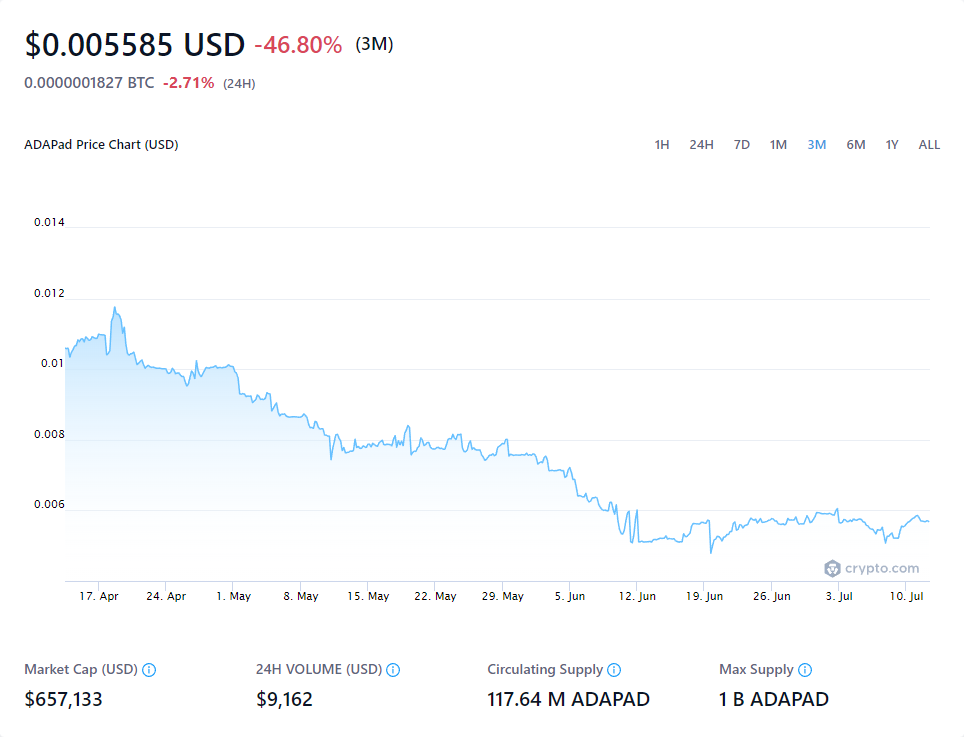 $0.005585 USD -46.80% (3M)
0.0000001827 BTC -2.71% (24H)
ADAPad Price Chart (USD) 1H 24H 7D 1M 3M 6M 1Y ALL
0.014
0.012
0.01
0.008
0.006
crypto.com
17. Apr 24. Apr 1. May 8. May 15. May 22. May 29. May 5. Jun 12. Jun 19. Jun 26. Jun 3. Jul 10. Jul
Market Cap (USD) 24H VOLUME (USD) Circulating Supply Max Supply
$657,133 $9,162 117.64 M ADAPAD 1 B ADAPAD